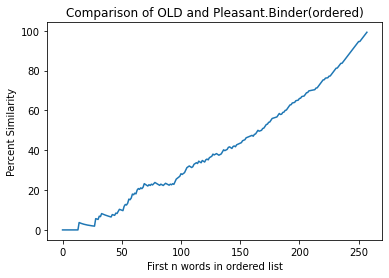 Comparison of OLD and Pleasant.Binder(ordered)
Percent Similarity
100
80
60
40
20
0
0 50 100 150 200 250
First n words in ordered list